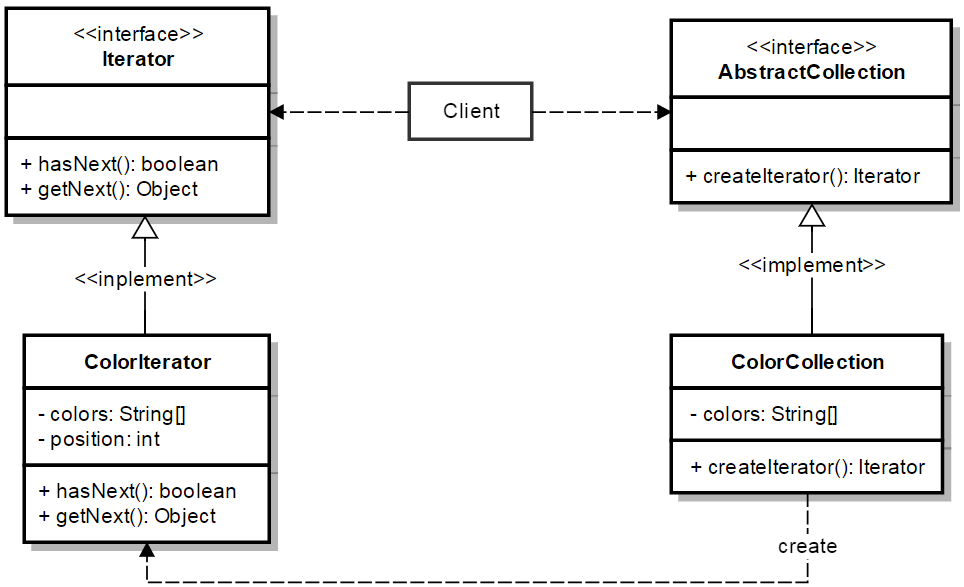 <<interface>>
Iterator
+ hasNext(): boolean
+ getNext(): Object
Client
<<interface>>
AbstractCollection
+ createIterator(): Iterator
<<inplement>>
<<implement>>
ColorIterator
- colors: String[]
- position: int
+ hasNext(): boolean
+ getNext(): Object
ColorCollection
- colors: String[]
+ createIterator(): Iterator
create